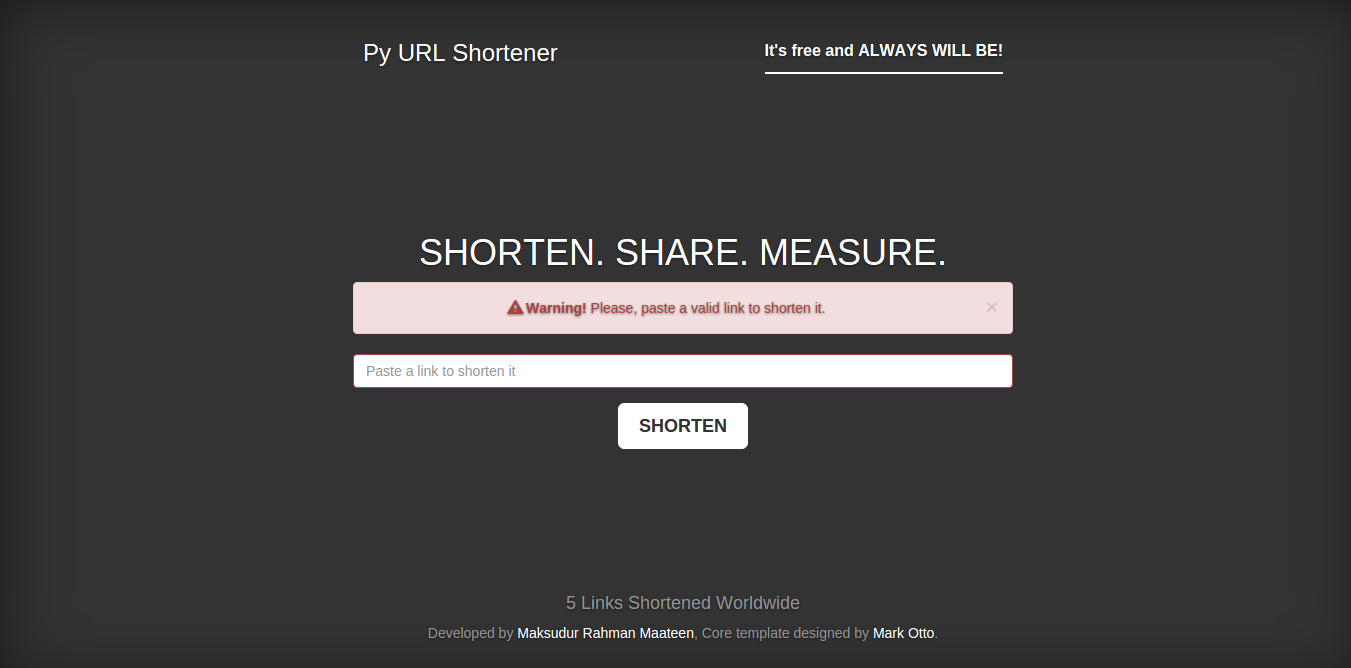 Py URL Shortener
It's free and ALWAYS WILL BE!
SHORTEN. SHARE. MEASURE.
Warning! Please, paste a valid link to shorten it.
×
Paste a link to shorten it
SHORTEN
5 Links Shortened Worldwide
Developed by Maksudur Rahman Maateen, Core template designed by Mark Otto.